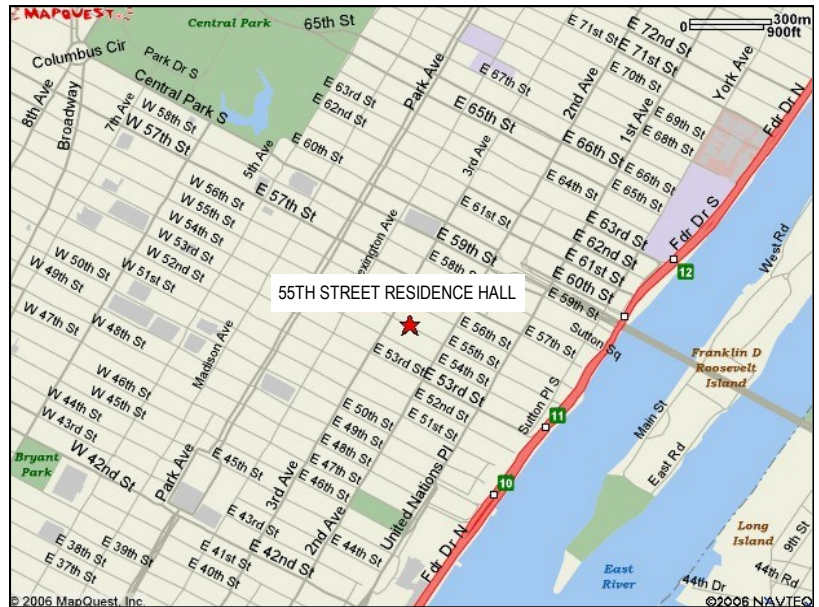 MAPQUEST
300m
900ft
Central Park
65th St
Columbus Cir
Park Dr S
Central Park S
8th Ave
Broadway
7th Ave
W 58th St
W 57th St
5th Ave
E 63rd St
E 62nd St
E 60th St
Park Ave
E 67th St
E 65th St
3rd Ave
2nd Ave
E 71st St
E 72nd St
E 71st St
E 70th St
York Ave
1st Ave
E 69th St
E 68th St
Fdr Dr N
E 66th St
E 66th St
E 65th St
E 64th St
W 56th St
W 55th St
W 54th St
W 53rd St
W 52nd St
E 57th St
E 61st St
E 63rd St
E 62nd St
E 61st St
E 60th St
E 59th St
Fdr Dr S
12
West Rd
W 50th St
W 51st St
W 49th St
W 48th St
W 47th St
Madison Ave
exington Ave
E 59th St
E 58th St
55TH STREET RESIDENCE HALL
E 57th St
Sutton Sq
E 56th St
E 55th St
E 54th St
E 53rd St
E 53rd St
E 52nd St
E 51st St
Franklin D
Roosevelt
Island
Sutton Pl S
Main St
East Rd
11
W 46th St
W 45th St
W 44th St
W 43rd St
W 42nd St
Bryant
Park
Park Ave
E 50th St
E 49th St
E 48th St
E 47th St
E 46th St
E 45th St
3rd Ave
2nd Ave
United Nations Pl
10
E 43rd St
E 44th St
E 42nd St
E 41st St
E 40th St
E 39th St
E 38th St
E 37th St
Fdr Dr N
Long
Island
9th St
44th Rd
44th Dr
East
River
© 2006 MapQuest, Inc.
©2006 NAVTEQ